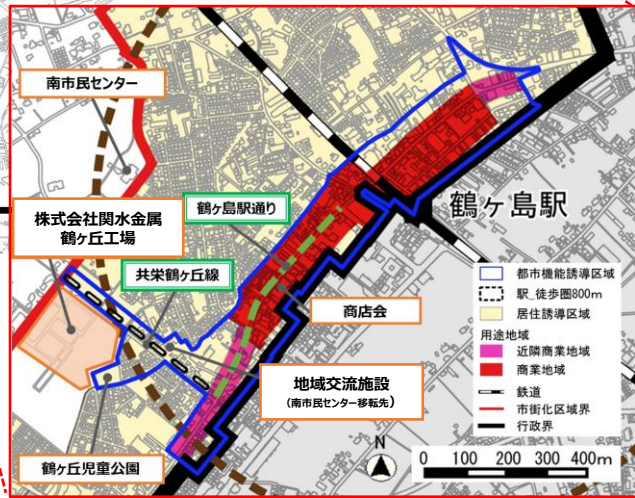 南市民センター
株式会社関水金属
鶴ヶ丘工場
鶴ヶ島駅通り
鶴ヶ島駅
共栄鶴ヶ丘線
商店会
地域交流施設
(南市民センター移転先)
鶴ヶ丘児童公園
都市機能誘導区域
駅_徒歩圏800m
居住誘導区域
用途地域
近隣商業地域
商業地域
鉄道
市街化区域界
行政界
N
0 100 200 300 400m